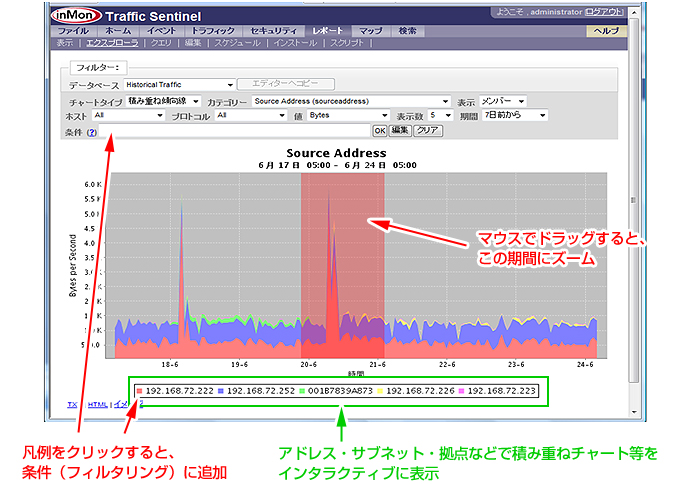 inMon Traffic Sentinel
ようこそ , administrator [ログアウト]
ファイル ホーム イベント トラフィック セキュリティ レポート マップ 検索 ヘルプ
表示 | エクスプローラ | クエリ | 編集 | スケジュール | インストール | スクリプト |
フィルター:
データベース Historical Traffic エディターへコピー
チャートタイプ 積み重ね傾向線 カテゴリー Source Address (sourceaddress) 表示 メンバー
ホスト All プロトコル All 値 Bytes 表示数 5 期間 7日前から
条件 (?) OK 編集 クリア
Source Address
6 月 17 日 05:00 - 6 月 24 日 05:00
Bytes per Second
6.0 K
5.5 K
5.0 K
18-6 19-6 20-6 21-6 22-6 23-6 24-6
時間
192.168.72.222 192.168.72.252 001B7839A873 192.168.72.226 192.168.72.223
HTML
マウスでドラッグすると、
この期間にズーム
凡例をクリックすると、
条件（フィルタリング）に追加
アドレス・サブネット・拠点などで積み重ねチャート等を
インタラクティブに表示